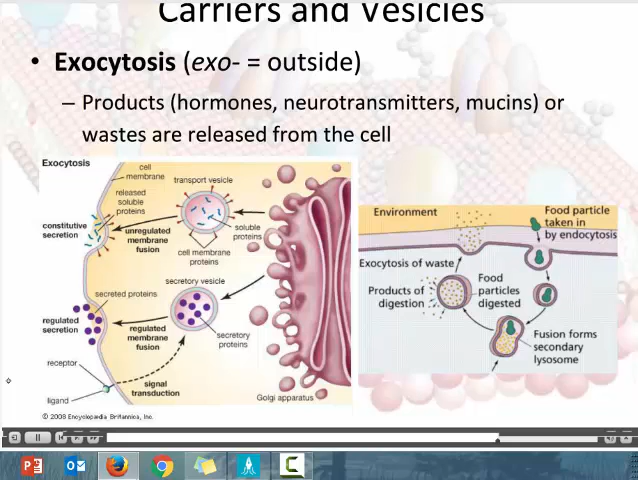 Carriers and Vesicles
• Exocytosis (exo- = outside)
– Products (hormones, neurotransmitters, mucins) or
wastes are released from the cell
Exocytosis
cell
membrane
transport vesicle
released
soluble
proteins
constitutive
secretion
unregulated
membrane
fusion
soluble
proteins
cell membrane
proteins
secretory vesicle
secreted proteins
regulated
secretion
regulated
membrane
fusion
secretory
proteins
receptor
signal
transduction
ligand
Golgi apparatus
© 2008 Encyclopædia Britannica, Inc.
Environment
Food particle
taken in
by endocytosis
Exocytosis of waste
Products of
digestion
Food
particles
digested
Fusion forms
secondary
lysosome